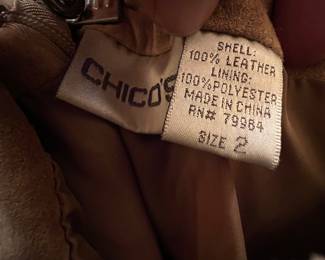 CHICO'S
SHELL:
100% LEATHER
LINING:
100%POLYESTER
MADE IN CHINA
RN# 79984
SIZE 2